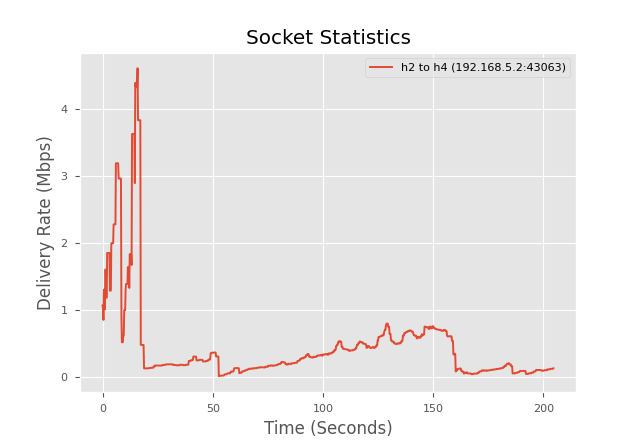 Socket Statistics
h2 to h4 (192.168.5.2:43063)
Delivery Rate (Mbps)
4
3
2
1
0
0 50 100 150 200
Time (Seconds)